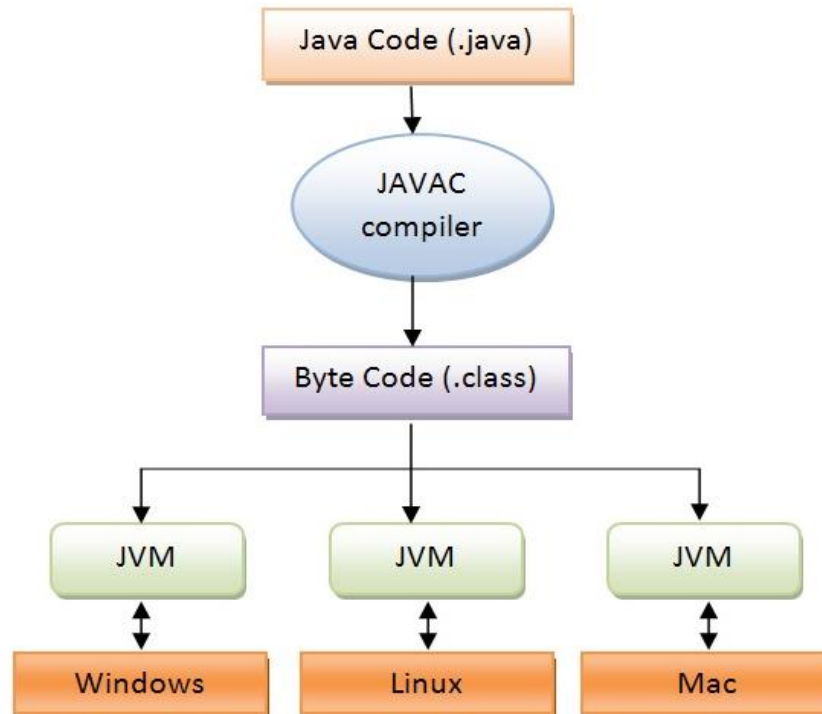 Java Code (.java)
JAVAC
compiler
Byte Code (.class)
JVM
JVM
JVM
Windows
Linux
Mac